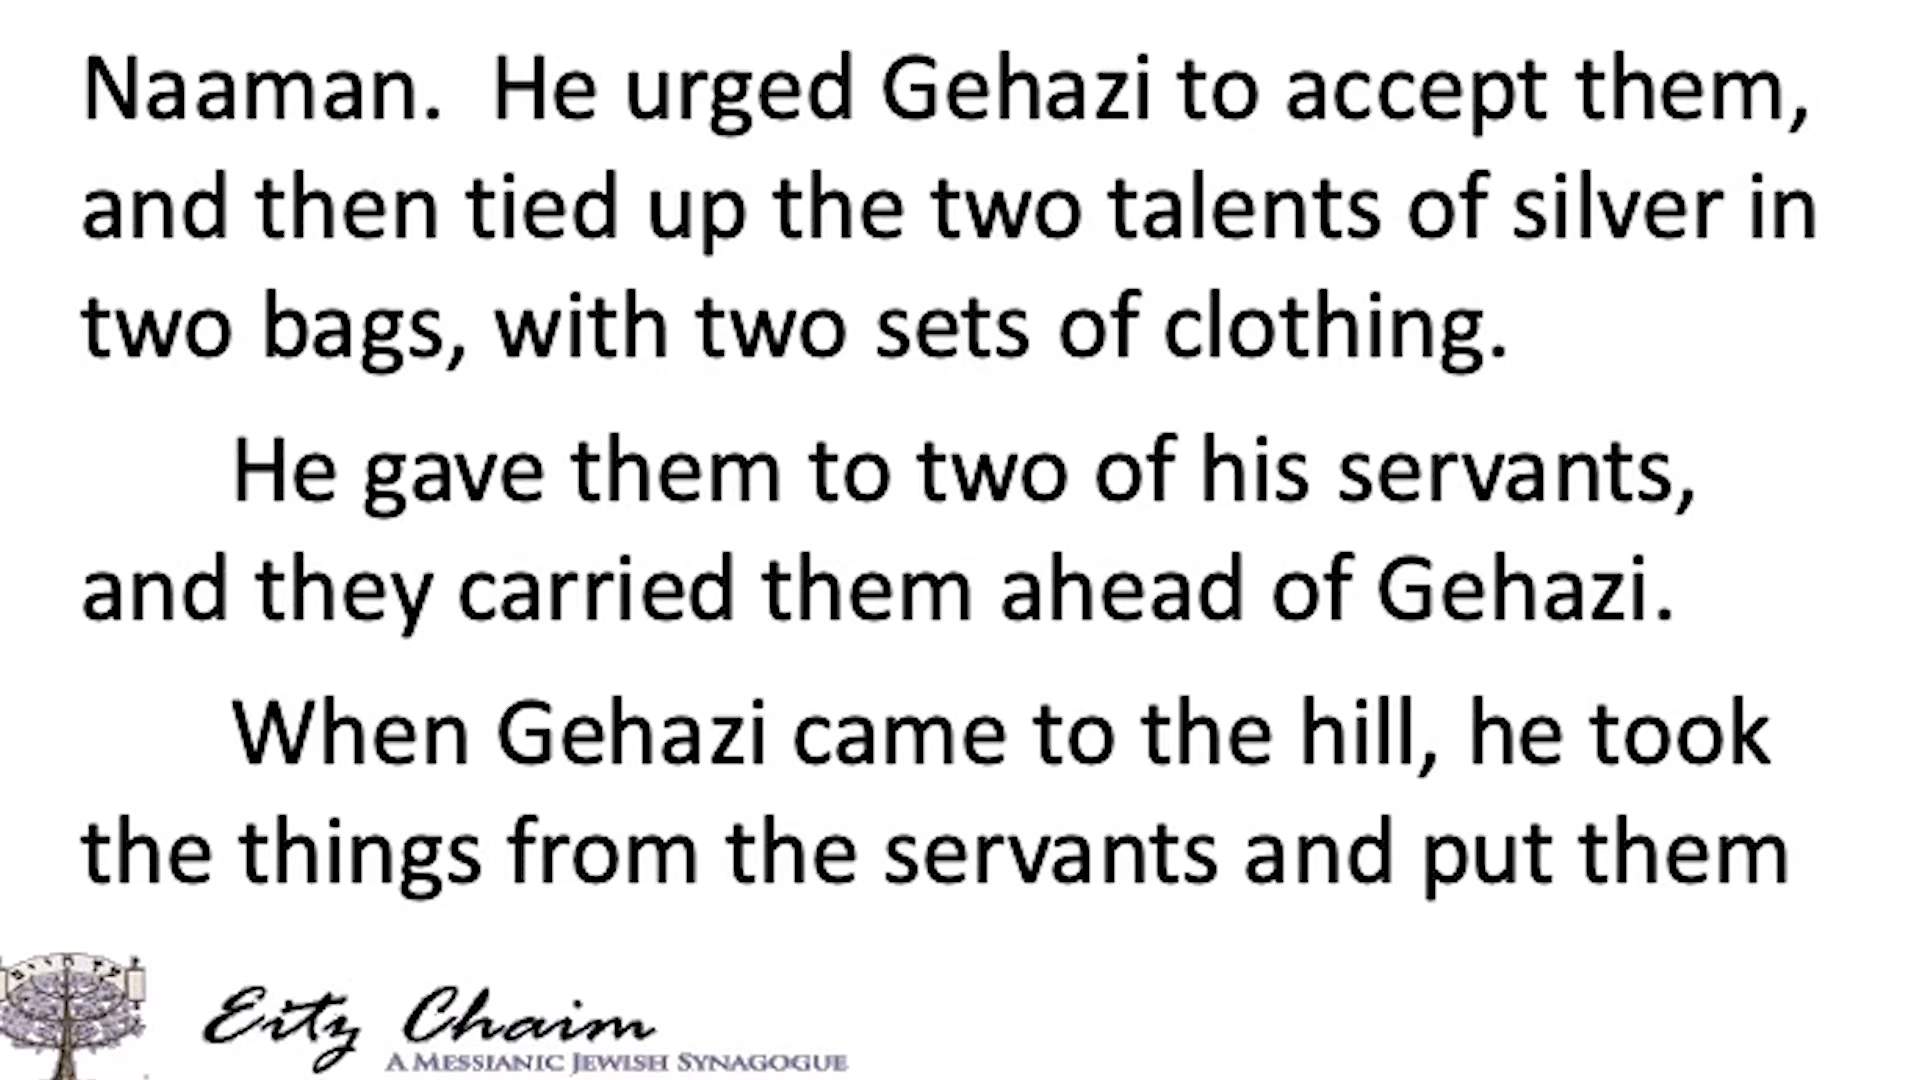 Naaman.  He urged Gehazi to accept them,
and then tied up the two talents of silver in
two bags, with two sets of clothing.
He gave them to two of his servants,
and they carried them ahead of Gehazi.
When Gehazi came to the hill, he took
the things from the servants and put them
Eitz Chaim
A MESSIANIC JEWISH SYNAGOGUE